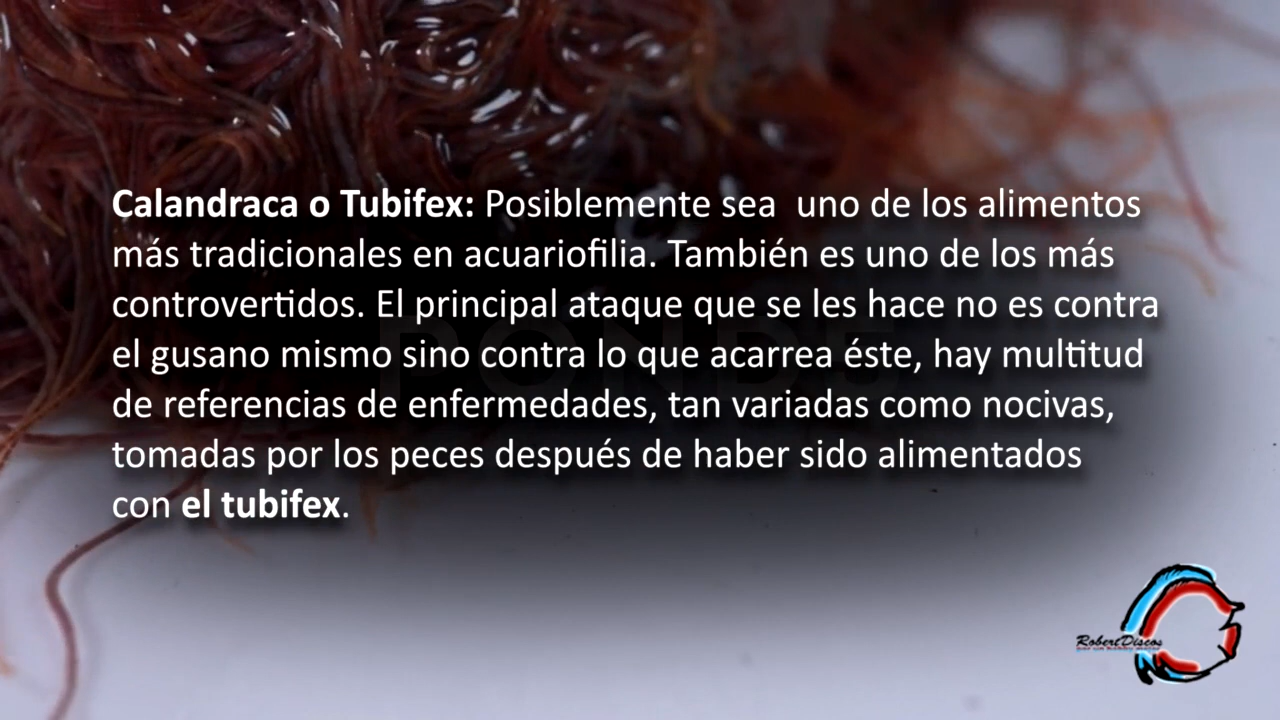 Calandraca o Tubifex: Posiblemente sea  uno de los alimentos
más tradicionales en acuariofilia. También es uno de los más
controvertidos. El principal ataque que se les hace no es contra
el gusano mismo sino contra lo que acarrea éste, hay multitud
de referencias de enfermedades, tan variadas como nocivas,
tomadas por los peces después de haber sido alimentados
con el tubifex.
RobertDiscos